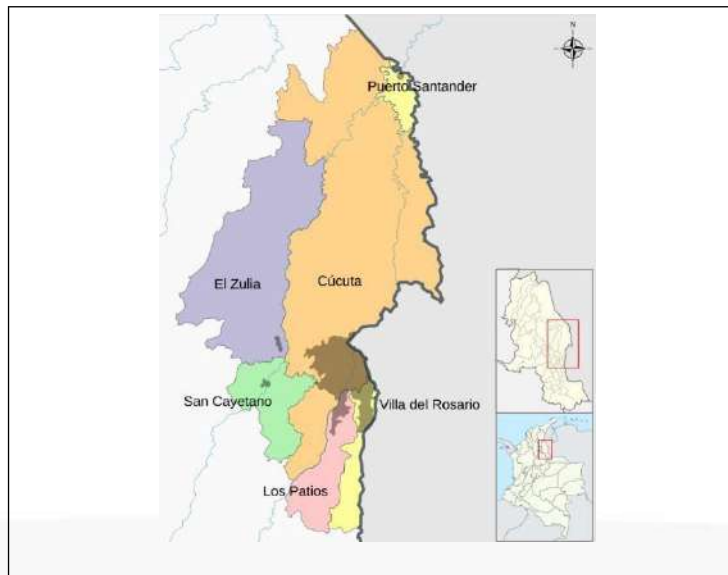 N
Puerto Santander
El Zulia
Cúcuta
San Cayetano
Villa del Rosario
Los Patios